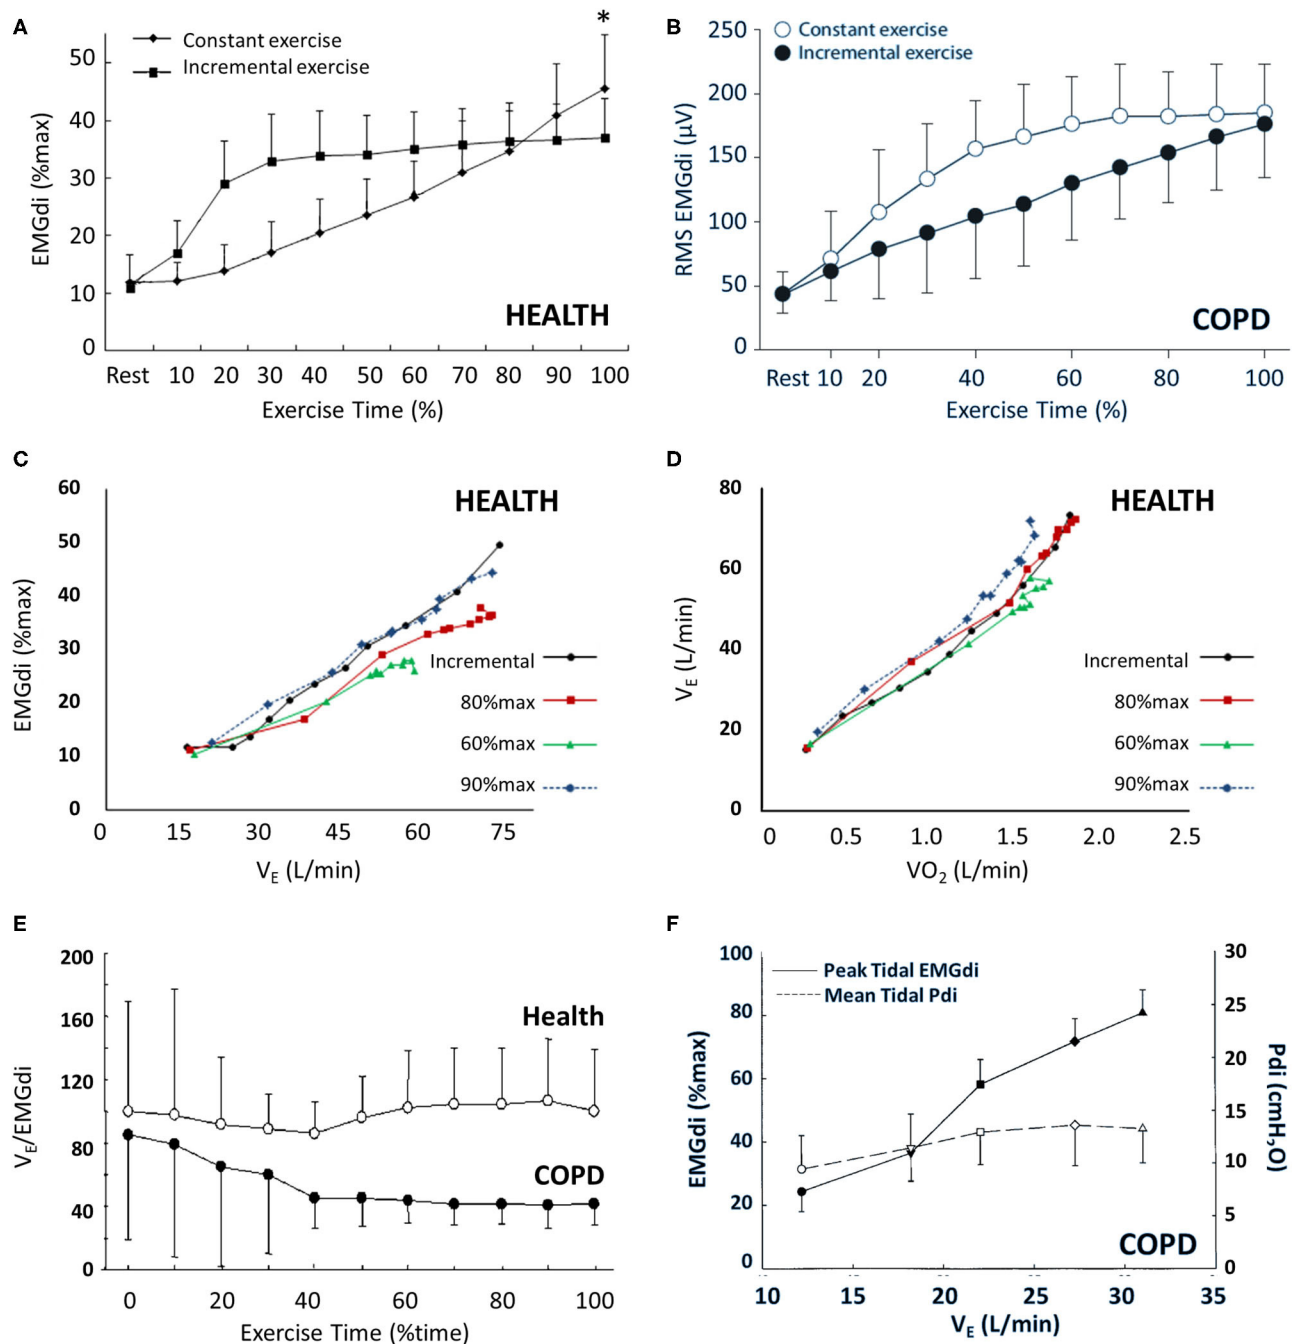 A
*
Constant exercise
Incremental exercise
50
40
30
20
10
0
EMGdi (%max)
HEALTH
Rest 10 20 30 40 50 60 70 80 90 100
Exercise Time (%)
B
Constant exercise
Incremental exercise
250
200
150
100
50
0
RMS EMGdi (μV)
COPD
Rest 10 20 40 60 80 100
Exercise Time (%)
C
HEALTH
60
50
40
30
20
10
0
EMGdi (%max)
Incremental
80%max
60%max
90%max
0 15 30 45 60 75
VE (L/min)
D
HEALTH
80
60
40
20
0
VE (L/min)
Incremental
80%max
60%max
90%max
0 0.5 1.0 1.5 2.0 2.5
VO2 (L/min)
E
200
160
120
80
40
0
VE/EMGdi
Health
COPD
0 20 40 60 80 100
Exercise Time (%time)
F
Peak Tidal EMGdi
Mean Tidal Pdi
100
80
60
40
20
0
EMGdi (%max)
30
25
20
15
10
5
0
Pdi (cmH2O)
COPD
10 15 20 25 30 35
VE (L/min)